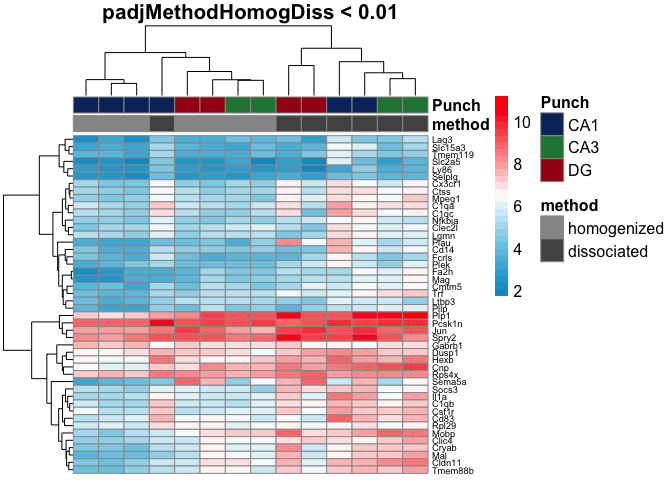 padjMethodHomogDiss < 0.01
Punch
method
Lag3
Slc15a3
Tmem119
Slc2a5
Ly86
Selplg
Cx3cr1
Ctss
Mpeg1
C1qa
C1qc
Nfkbia
Clec2l
Lgmn
Plau
Cd14
Fcrls
Plek
Fa2h
Mag
Cmtm5
Trf
Ltbp3
Pllp
Plp1
Pcsk1n
Jun
Spry2
Gabrb1
Dusp1
Hexb
Cnp
Rps4x
Sema5a
Socs3
Il1a
C1qb
Csf1r
Cd83
Rpl29
Mobp
Clic4
Cryab
Mal
Cldn11
Tmem88b
10
8
6
4
2
Punch
CA1
CA3
DG
method
homogenized
dissociated